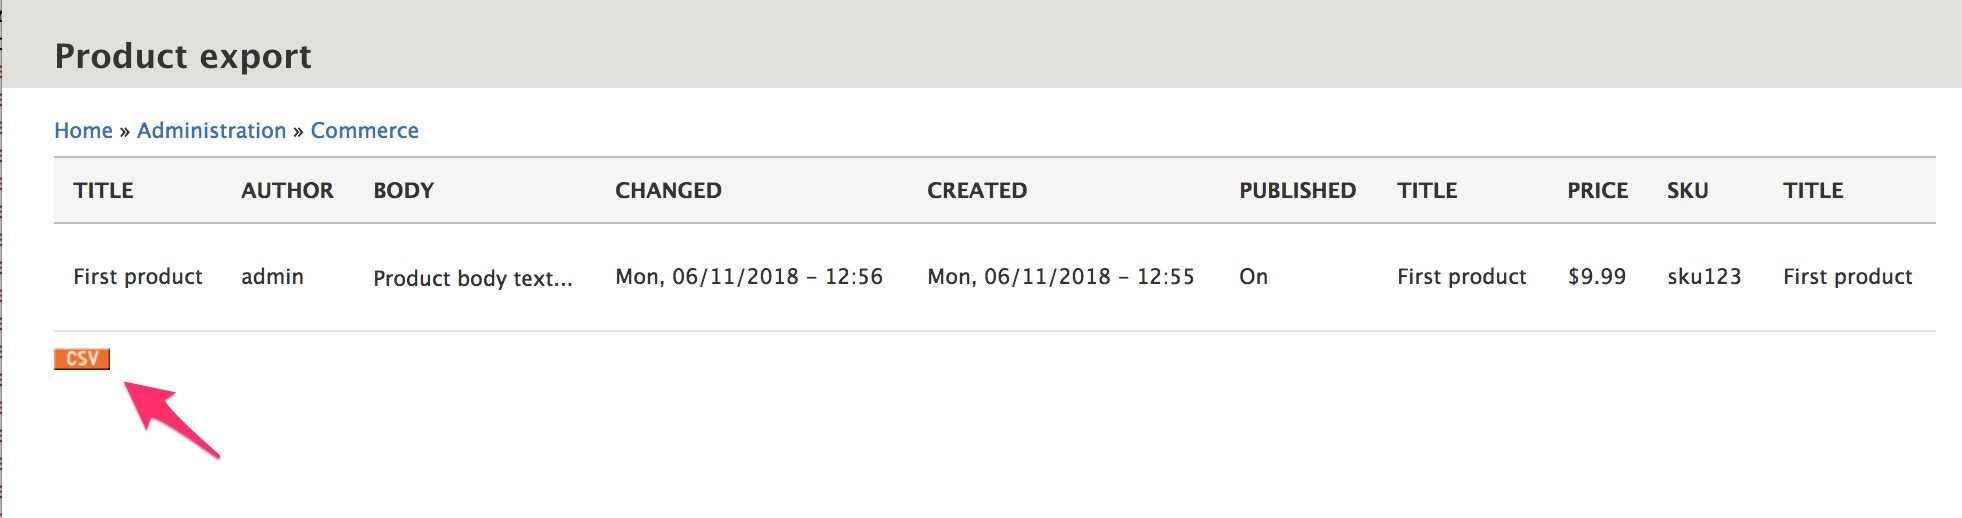 Product export
Home » Administration » Commerce
TITLE AUTHOR BODY CHANGED CREATED PUBLISHED TITLE PRICE SKU TITLE
First product admin Product body text... Mon, 06/11/2018 - 12:56 Mon, 06/11/2018 - 12:55 On First product $9.99 sku123 First product
CSV